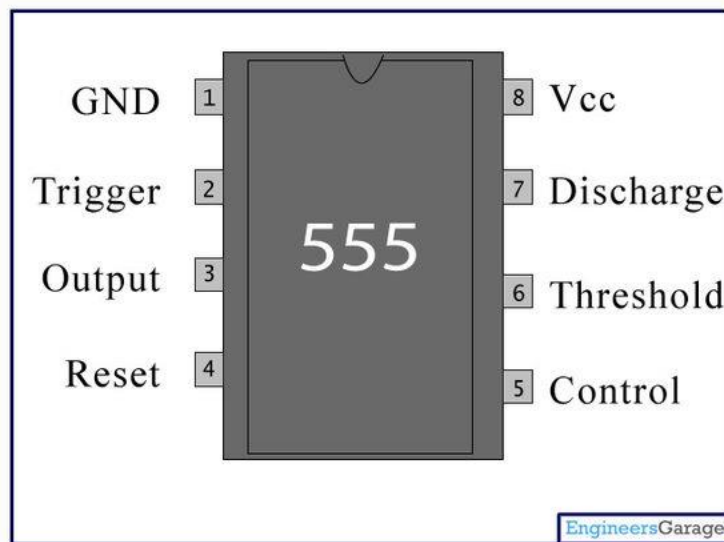 GND 1
8 Vcc
Trigger 2
7 Discharge
555
Output 3
6 Threshold
Reset 4
5 Control
EngineersGarage